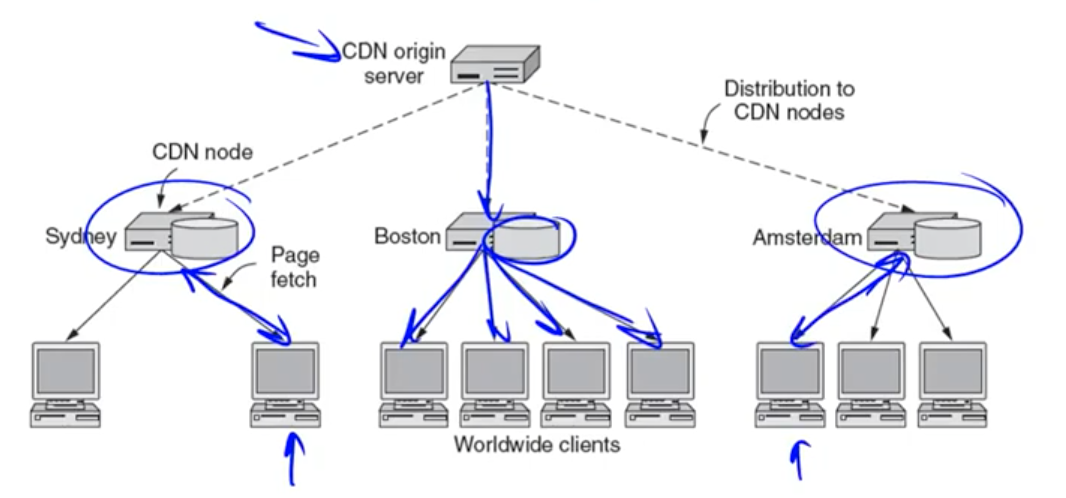 CDN origin
server
Distribution to
CDN nodes
CDN node
Sydney
Boston
Amsterdam
Page
fetch
Worldwide clients